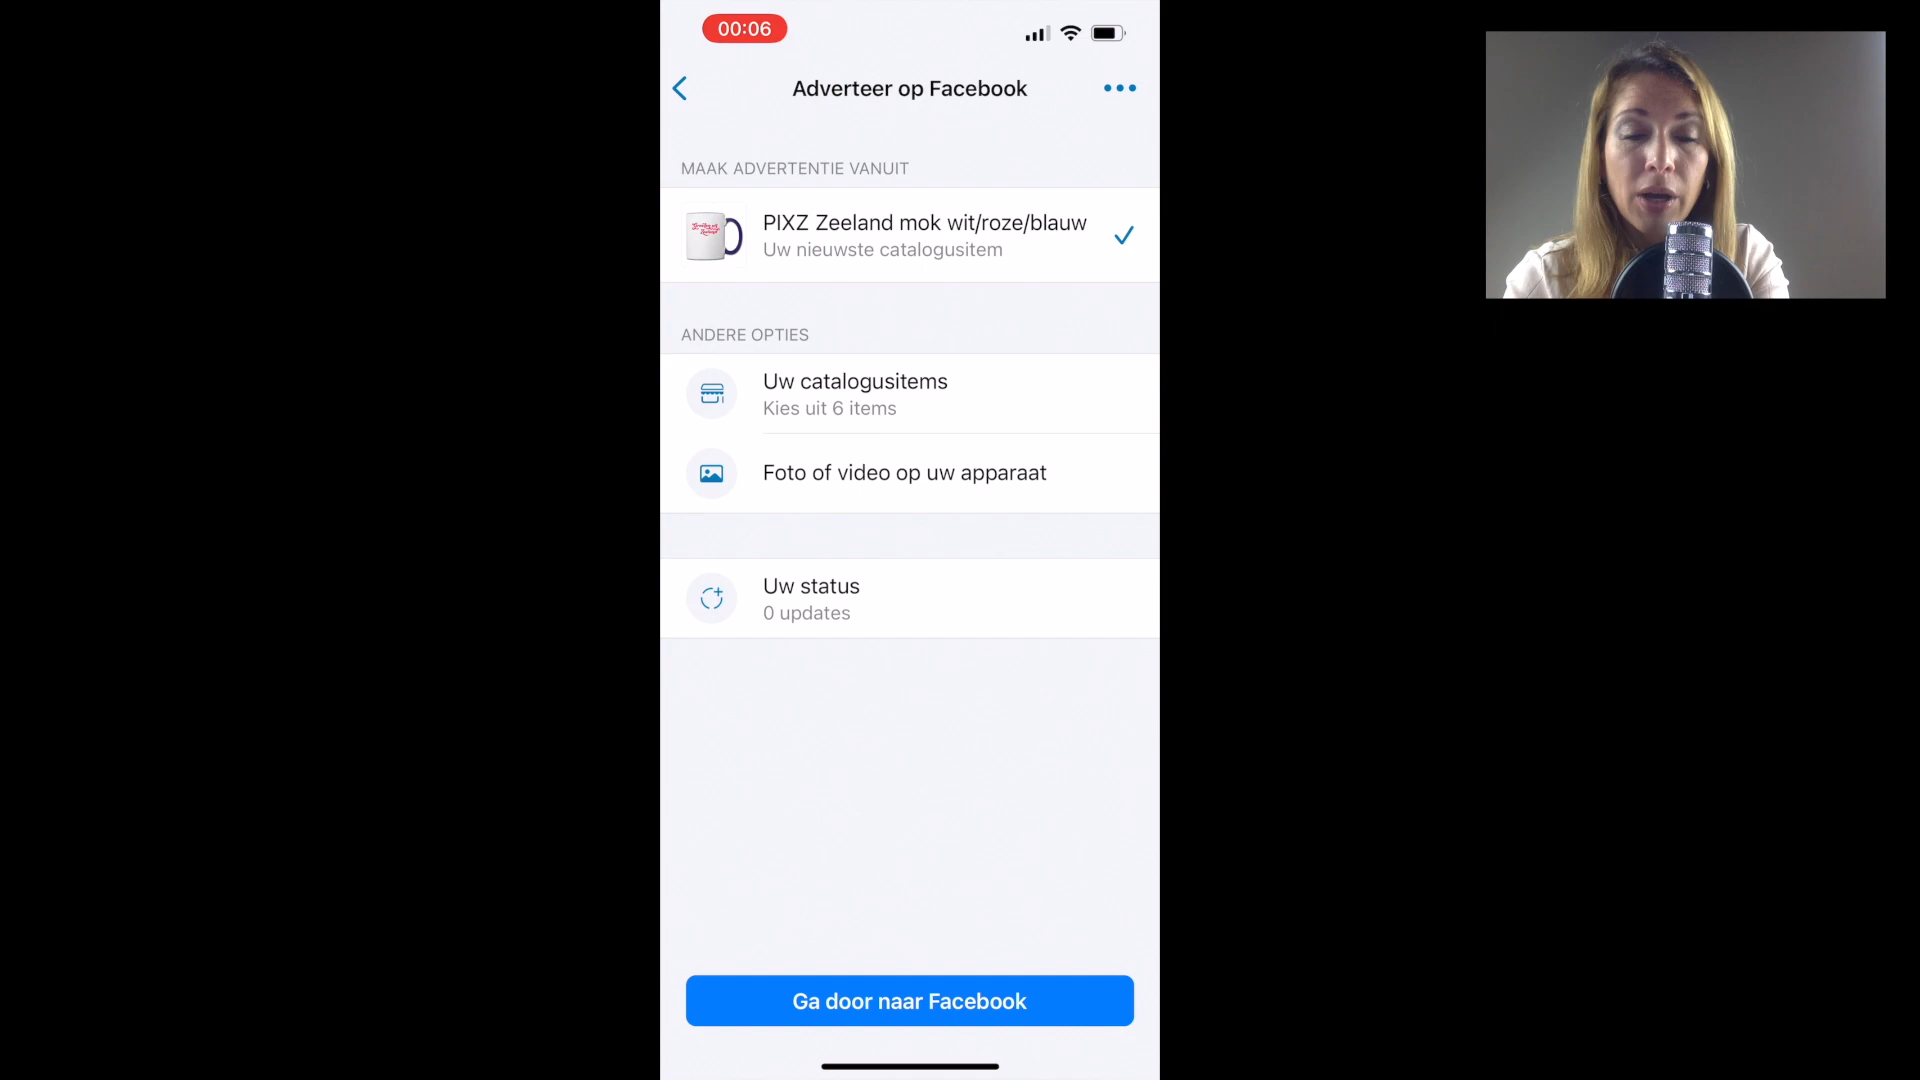 00:06
Adverteer op Facebook
MAAK ADVERTENTIE VANUIT
PIXZ Zeeland mok wit/roze/blauw
Uw nieuwste catalogusitem
ANDERE OPTIES
Uw catalogusitems
Kies uit 6 items
Foto of video op uw apparaat
Uw status
0 updates
Ga door naar Facebook